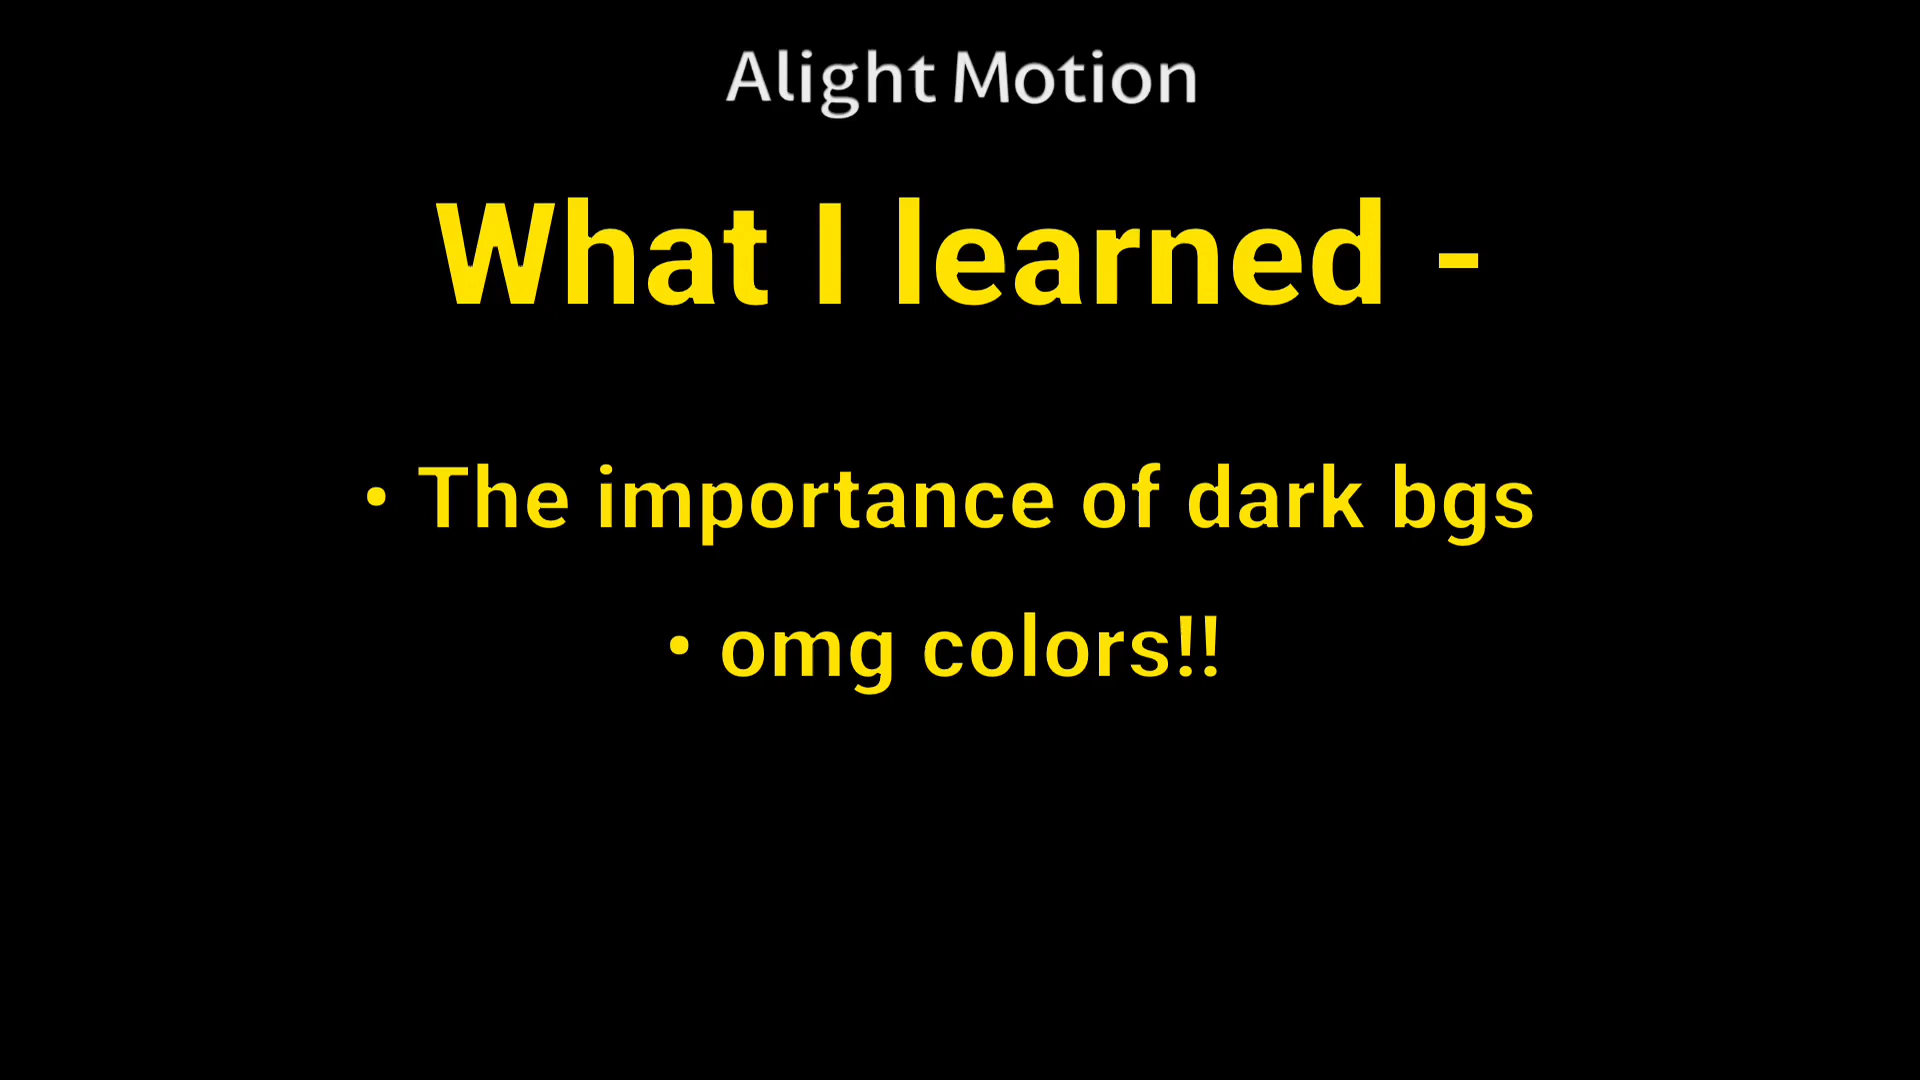 Alight Motion
What I learned -
• The importance of dark bgs
• omg colors!!